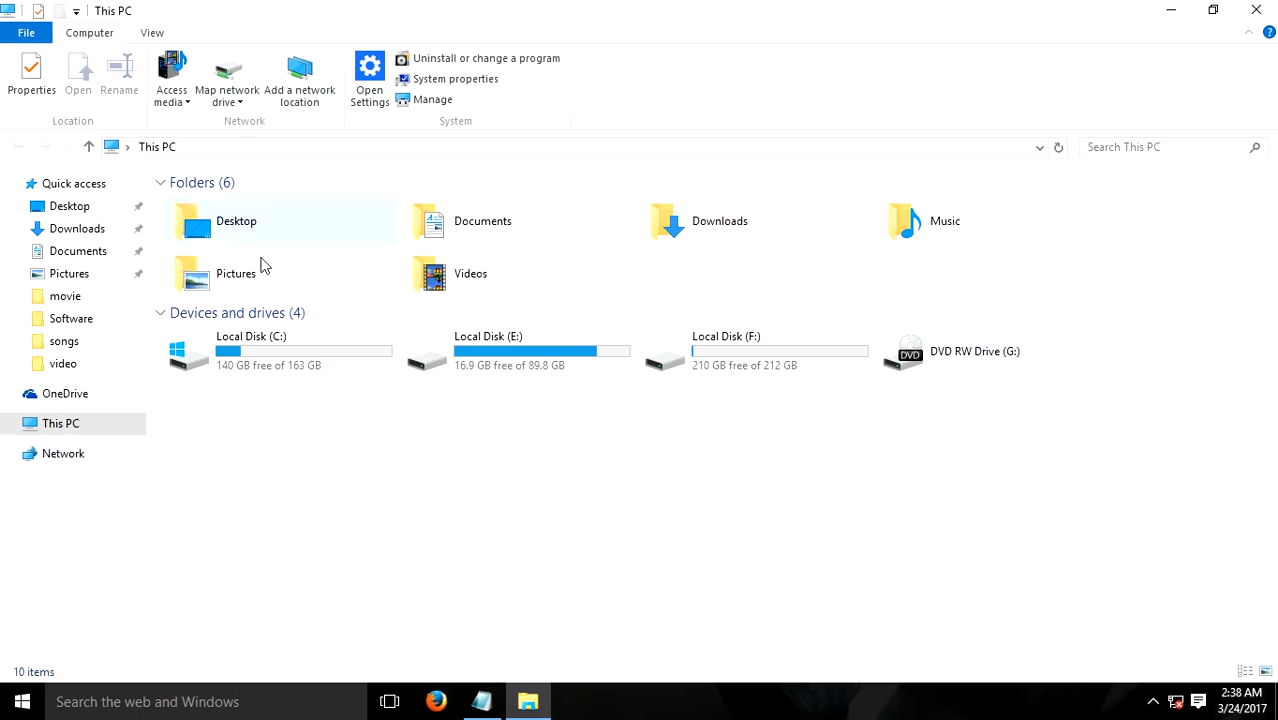 This PC
File Computer View
Properties Open Rename Access media Map network drive Add a network location Open Settings Uninstall or change a program
System properties
Manage
Location Network System
This PC Search This PC
Quick access
Desktop
Downloads
Documents
Pictures
movie
Software
songs
video
OneDrive
This PC
Network
Folders (6)
Desktop Documents Downloads Music
Pictures Videos
Devices and drives (4)
Local Disk (C:) Local Disk (E:) Local Disk (F:) DVD RW Drive (G:)
DVD
140 GB free of 163 GB 16.9 GB free of 89.8 GB 210 GB free of 212 GB
10 items
Search the web and Windows
2:38 AM
3/24/2017